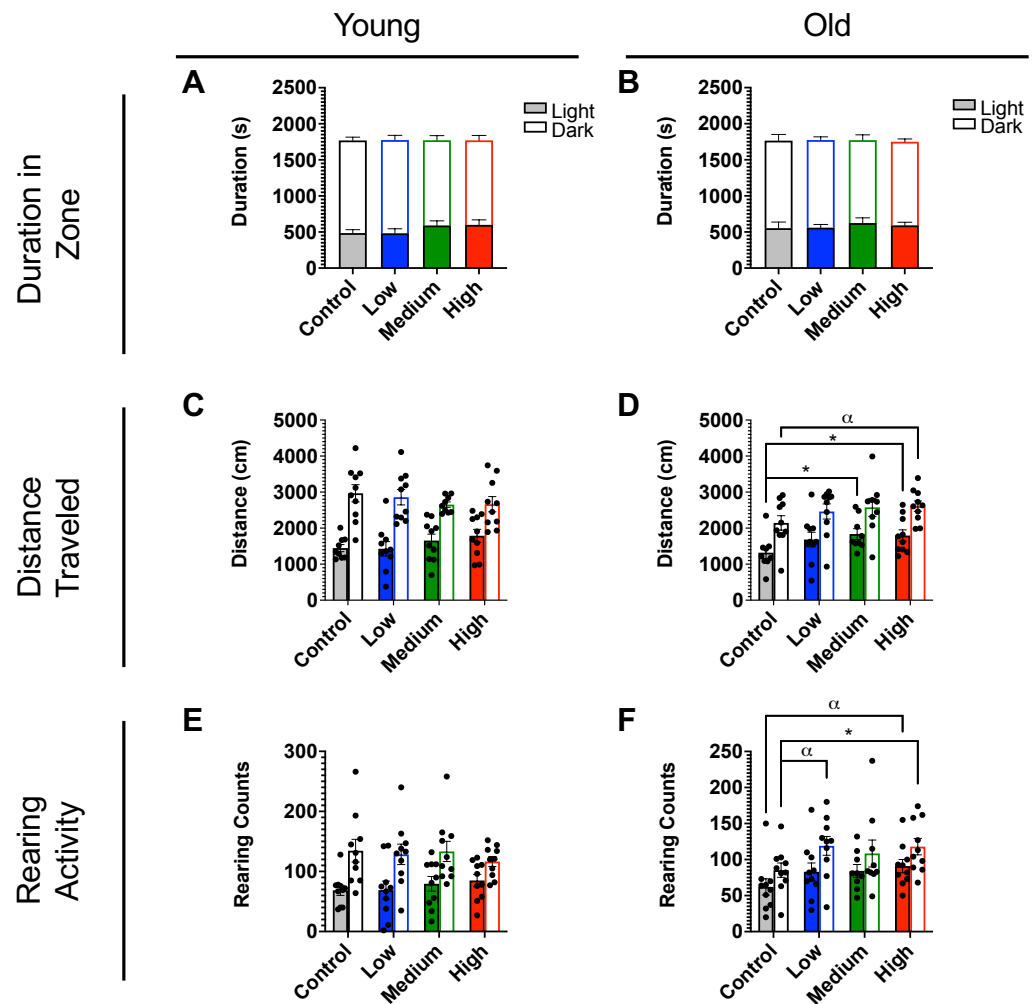 Young
Old
Duration in
Zone
A
Duration (s)
2500
2000
1500
1000
500
0
Control
Low
Medium
High
Light
Dark
B
Duration (s)
2500
2000
1500
1000
500
0
Control
Low
Medium
High
Light
Dark
Distance
Traveled
C
Distance (cm)
5000
4000
3000
2000
1000
0
Control
Low
Medium
High
D
Distance (cm)
5000
4000
3000
2000
1000
0
α
*
*
Control
Low
Medium
High
Rearing
Activity
E
Rearing Counts
300
200
100
0
Control
Low
Medium
High
F
Rearing Counts
250
200
150
100
50
0
α
*
α
Control
Low
Medium
High